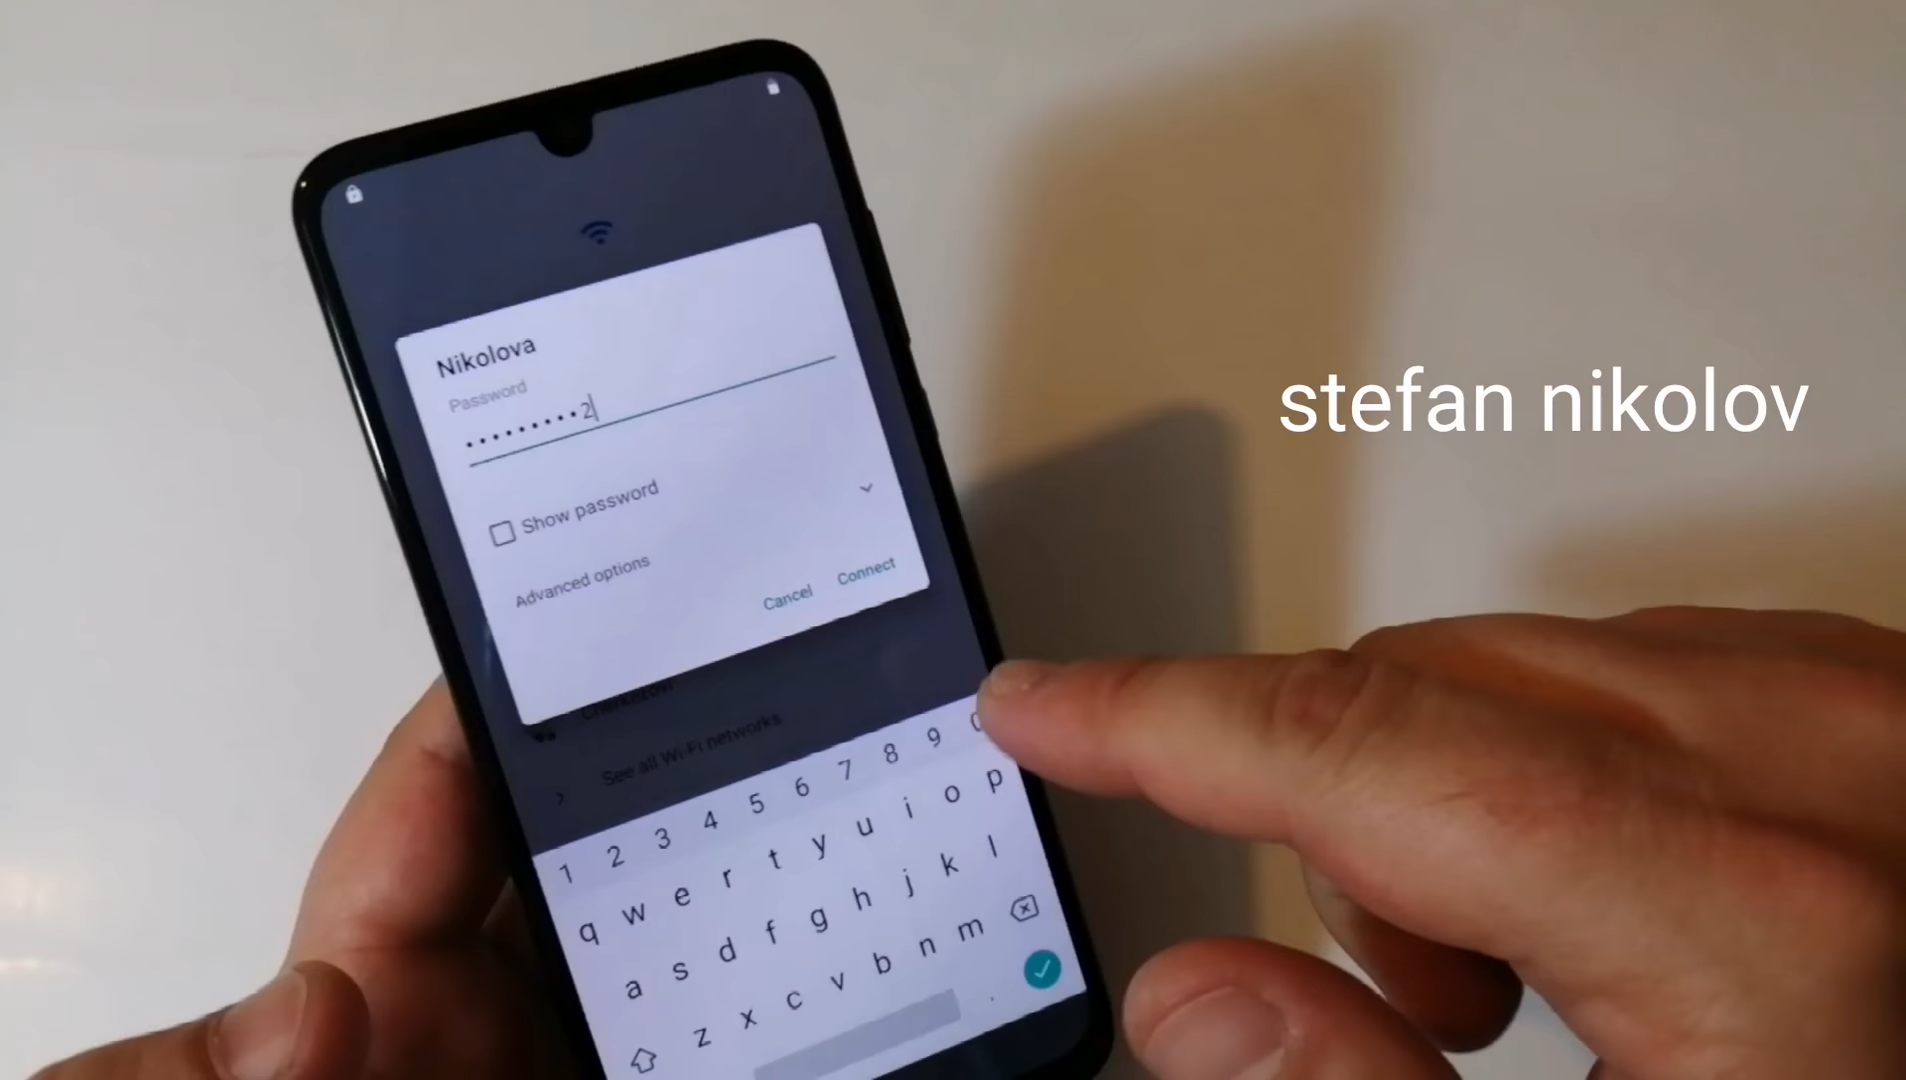 Nikolova
Password
•••••••••2
Show password
Advanced options
Cancel Connect
stefan nikolov
Cherkezovi
See all Wi-Fi networks
1 2 3 4 5 6 7 8 9 0
q w e r t y u i o p
a s d f g h j k l
z x c v b n m
.